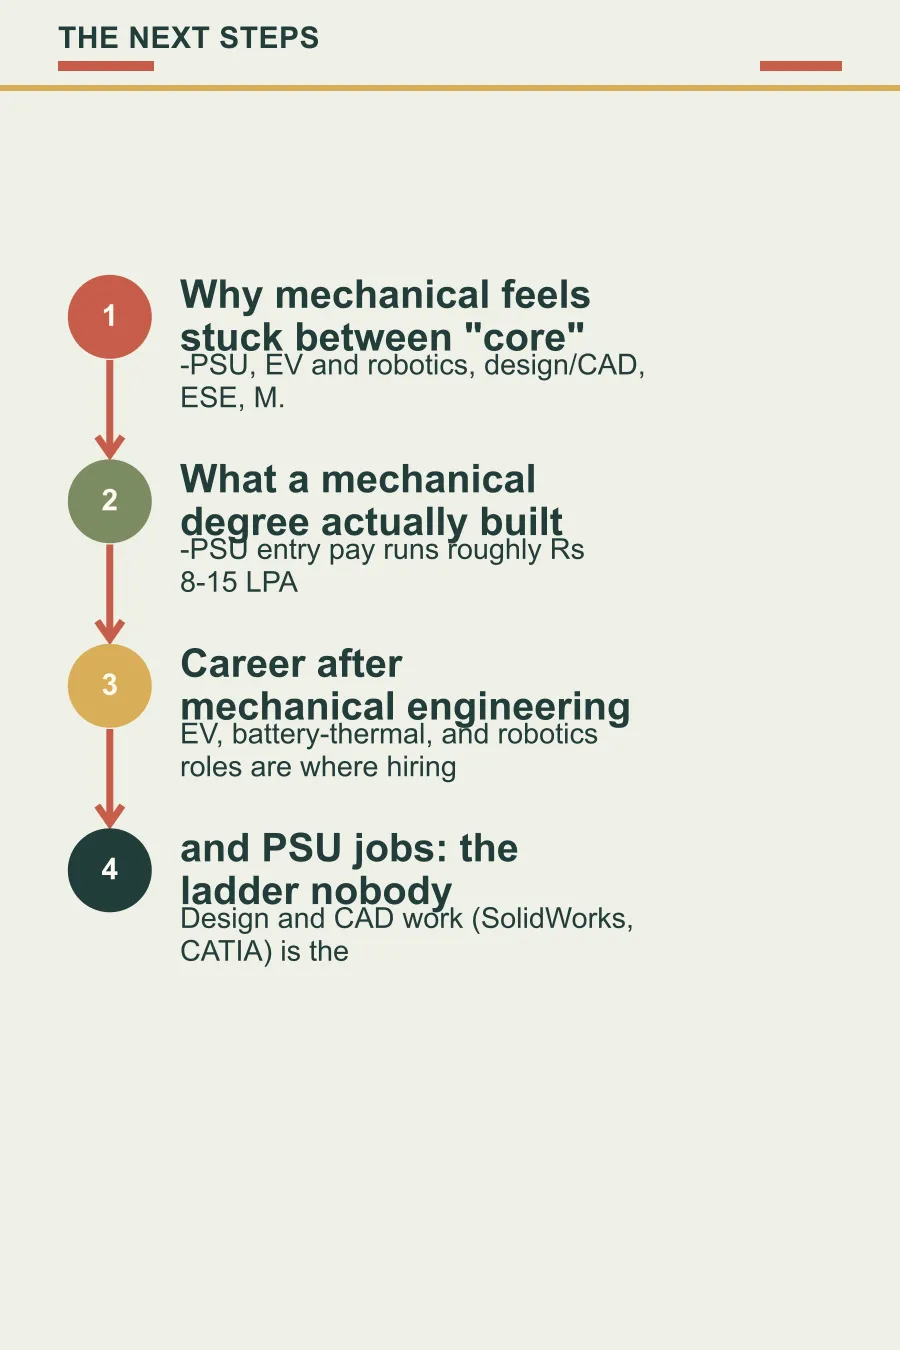 THE NEXT STEPS
1
Why mechanical feels
stuck between "core"
-PSU, EV and robotics, design/CAD,
ESE, M.
2
What a mechanical
degree actually built
-PSU entry pay runs roughly Rs
8-15 LPA
3
Career after
mechanical engineering
EV, battery-thermal, and robotics
roles are where hiring
4
and PSU jobs: the
ladder nobody
Design and CAD work (SolidWorks,
CATIA) is the